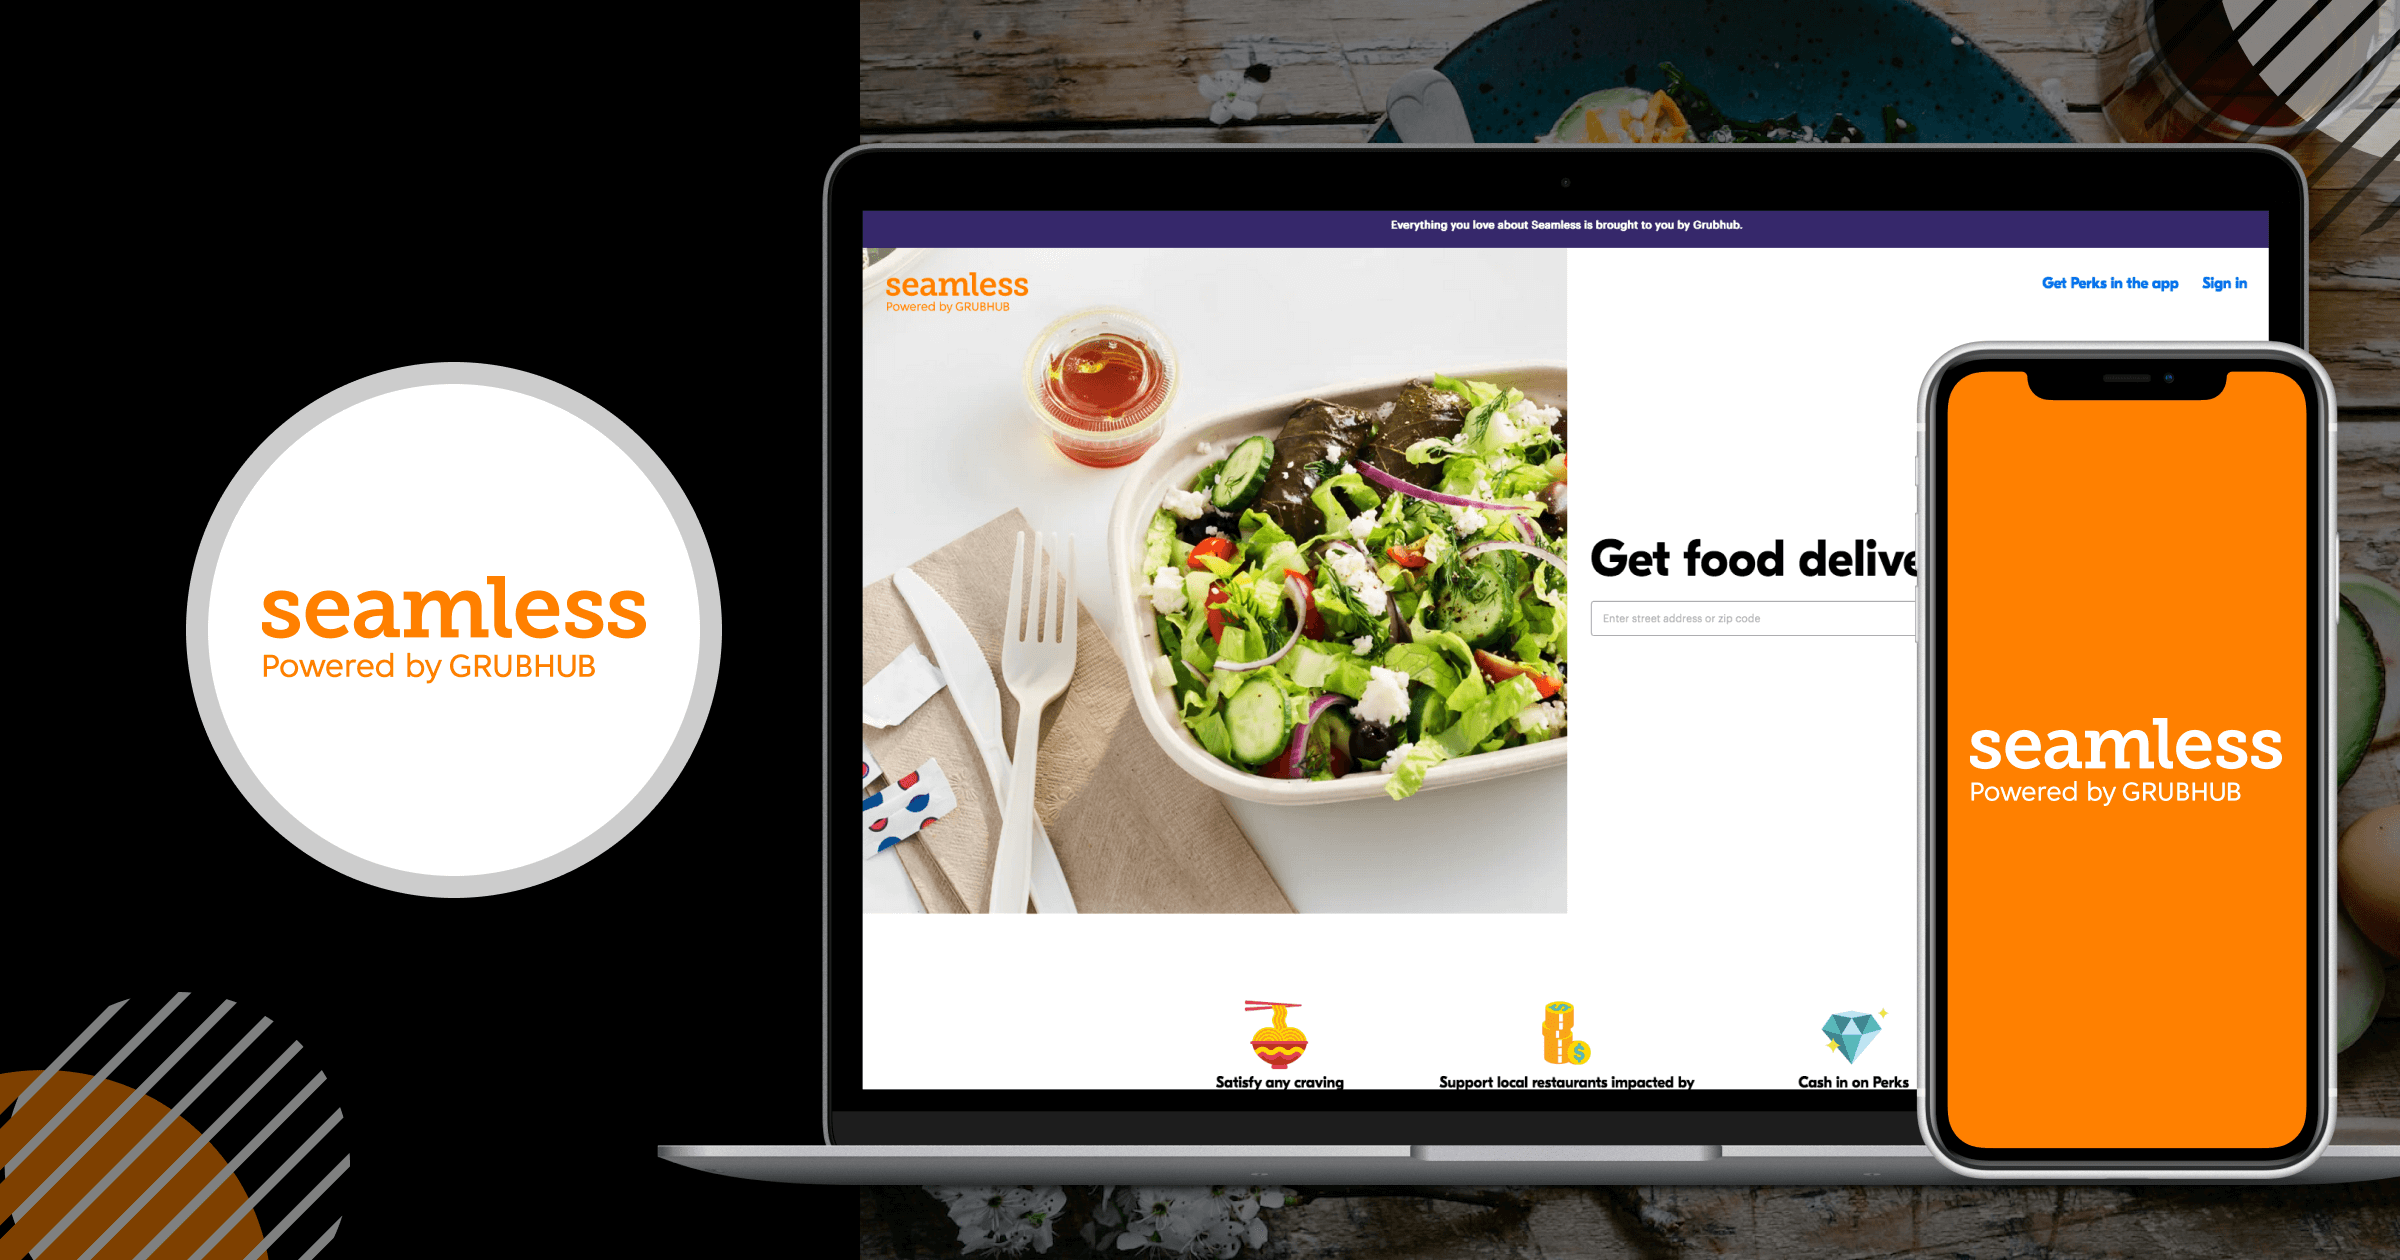 seamless
Powered by GRUBHUB
Everything you love about Seamless is brought to you by Grubhub.
seamless
Powered by GRUBHUB
Get Perks in the app
Sign in
Get food delive
Enter street address or zip code
Satisfy any craving
Support local restaurants impacted by
Cash in on Perks
seamless
Powered by GRUBHUB